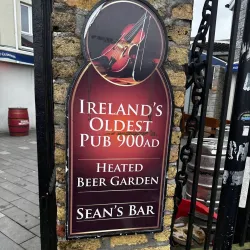 IRELAND'S
OLDEST
PUB 900AD
HEATED
BEER GARDEN
SEAN'S BAR